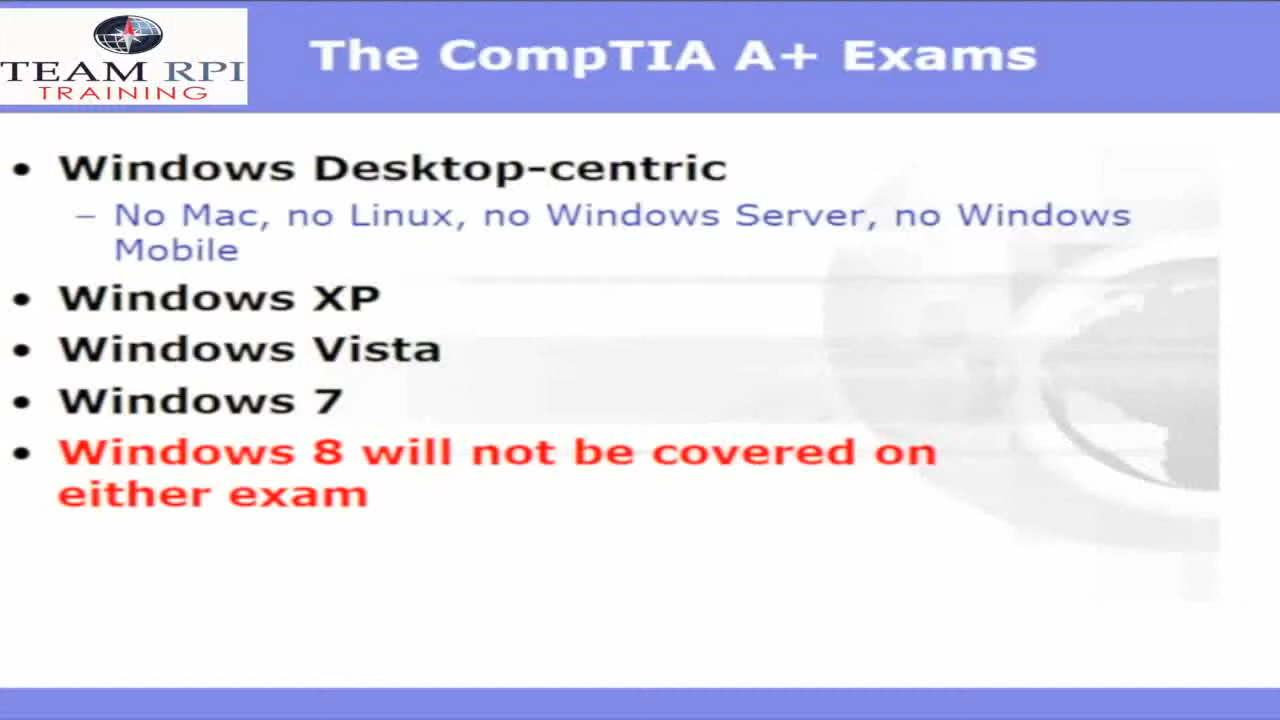 TEAM RPI
TRAINING
The CompTIA A+ Exams
• Windows Desktop-centric
– No Mac, no Linux, no Windows Server, no Windows
Mobile
• Windows XP
• Windows Vista
• Windows 7
• Windows 8 will not be covered on
either exam